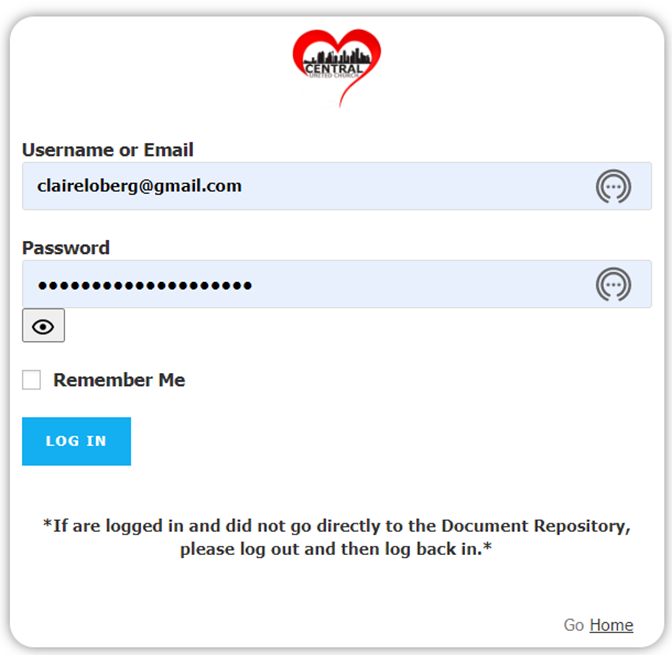 CENTRAL
UNITED CHURCH
Username or Email
claireloberg@gmail.com
Password
••••••••••••••••••••
Remember Me
LOG IN
*If are logged in and did not go directly to the Document Repository,
please log out and then log back in.*
Go Home